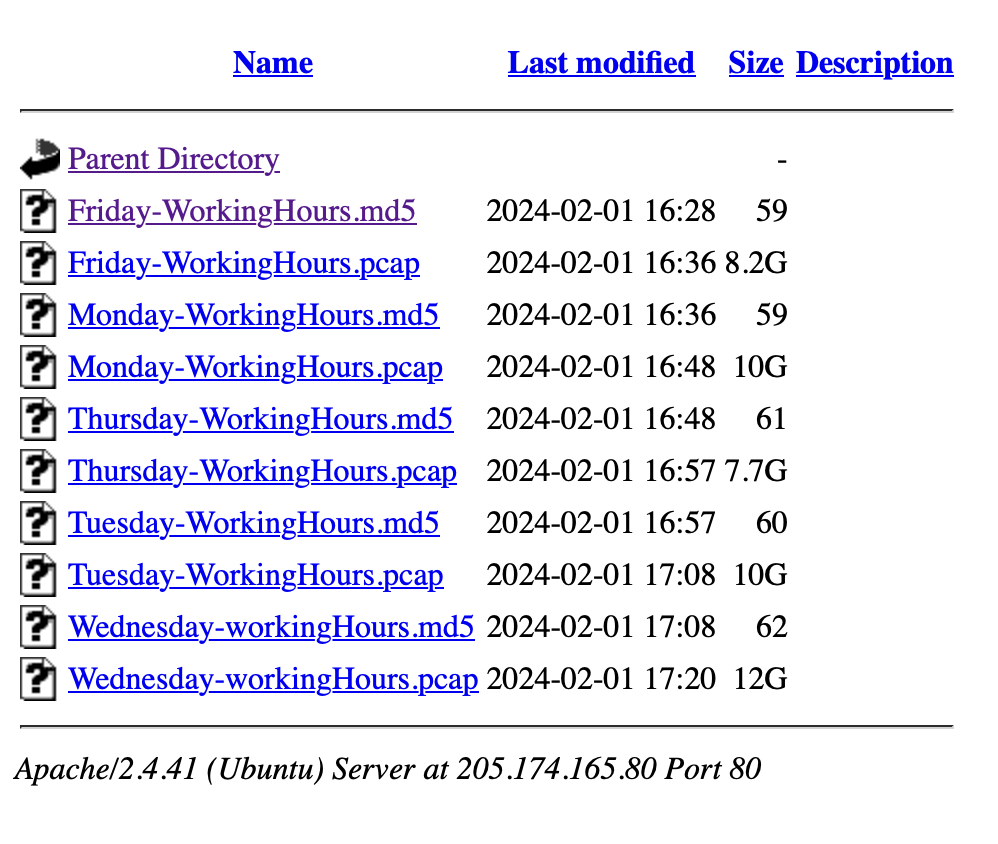 Name Last modified Size Description
Parent Directory -
Friday-WorkingHours.md5 2024-02-01 16:28 59
Friday-WorkingHours.pcap 2024-02-01 16:36 8.2G
Monday-WorkingHours.md5 2024-02-01 16:36 59
Monday-WorkingHours.pcap 2024-02-01 16:48 10G
Thursday-WorkingHours.md5 2024-02-01 16:48 61
Thursday-WorkingHours.pcap 2024-02-01 16:57 7.7G
Tuesday-WorkingHours.md5 2024-02-01 16:57 60
Tuesday-WorkingHours.pcap 2024-02-01 17:08 10G
Wednesday-workingHours.md5 2024-02-01 17:08 62
Wednesday-workingHours.pcap 2024-02-01 17:20 12G
Apache/2.4.41 (Ubuntu) Server at 205.174.165.80 Port 80